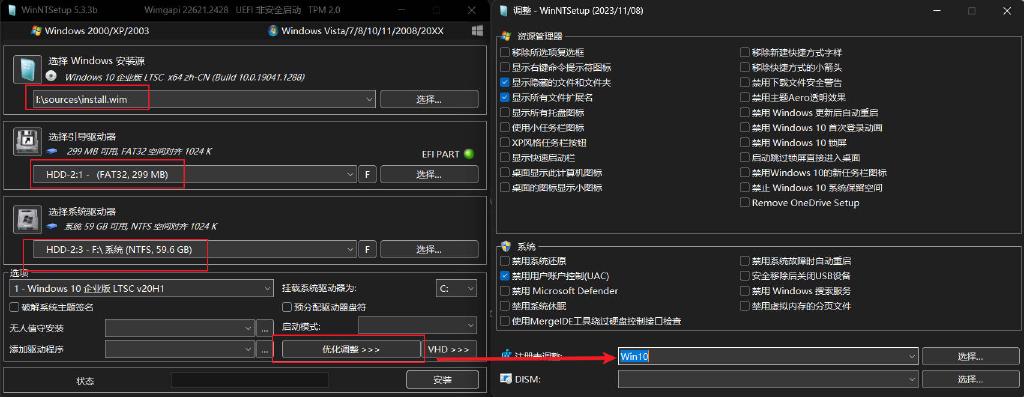 WinNTSetup 5.3.3b
Wimgapi 22621.2428
UEFI 非安全启动
TPM 2,0
Windows 2000/XP/2003
Windows Vista/7/8/10/11/2008/20XX
选择 Windows 安装源
Windows 10 企业版 LTSC x64 zh-CN (Build 10.0.19041.1288)
I:\sources\install.wim
选择...
选择引导驱动器
299 MB 可用, FAT32 空间对齐 1024 K
EFI PART
HDD-2:1 - (FAT32, 299 MB)
F
选择...
选择系统驱动器
系统 59 GB 可用, NTFS 空间对齐 1024 K
HDD-2:3 - F:\ 系统 (NTFS, 59.6 GB)
F
选择...
选项
1 - Windows 10 企业版 LTSC v20H1
挂载系统驱动器为:
C:
破解系统主题签名
预分配驱动器盘符
无人值守安装
...
启动模式:
添加驱动程序
...
优化调整 >>>
VHD >>>
状态
安装
调整 - WinNTSetup (2023/11/08)
资源管理器
移除所选项复选框
显示右键命令提示符图标
显示隐藏的文件和文件夹
显示所有文件扩展名
显示所有托盘图标
使用小任务栏图标
XP风格任务栏按钮
显示快速启动栏
桌面显示此计算机图标
桌面的图标显示小图标
移除新建快捷方式字样
移除快捷方式的小箭头
禁用下载文件安全警告
禁用主题Aero透明效果
禁用 Windows 更新后自动重启
禁用 Windows 10 首次登录动画
禁用 Windows 10 锁屏
启动跳过锁屏直接进入桌面
禁用Windows 10的新任务栏图标
禁止 Windows 10 系统保留空间
Remove OneDrive Setup
系统
禁用系统还原
禁用用户账户控制(UAC)
禁用 Microsoft Defender
禁用系统休眠
使用MergeIDE工具绕过硬盘控制接口检查
禁用系统故障时自动重启
安全移除后关闭USB设备
禁用 Windows 搜索服务
禁用虚拟内存的分页文件
注册表调整:
Win10
选择...
DISM:
选择...